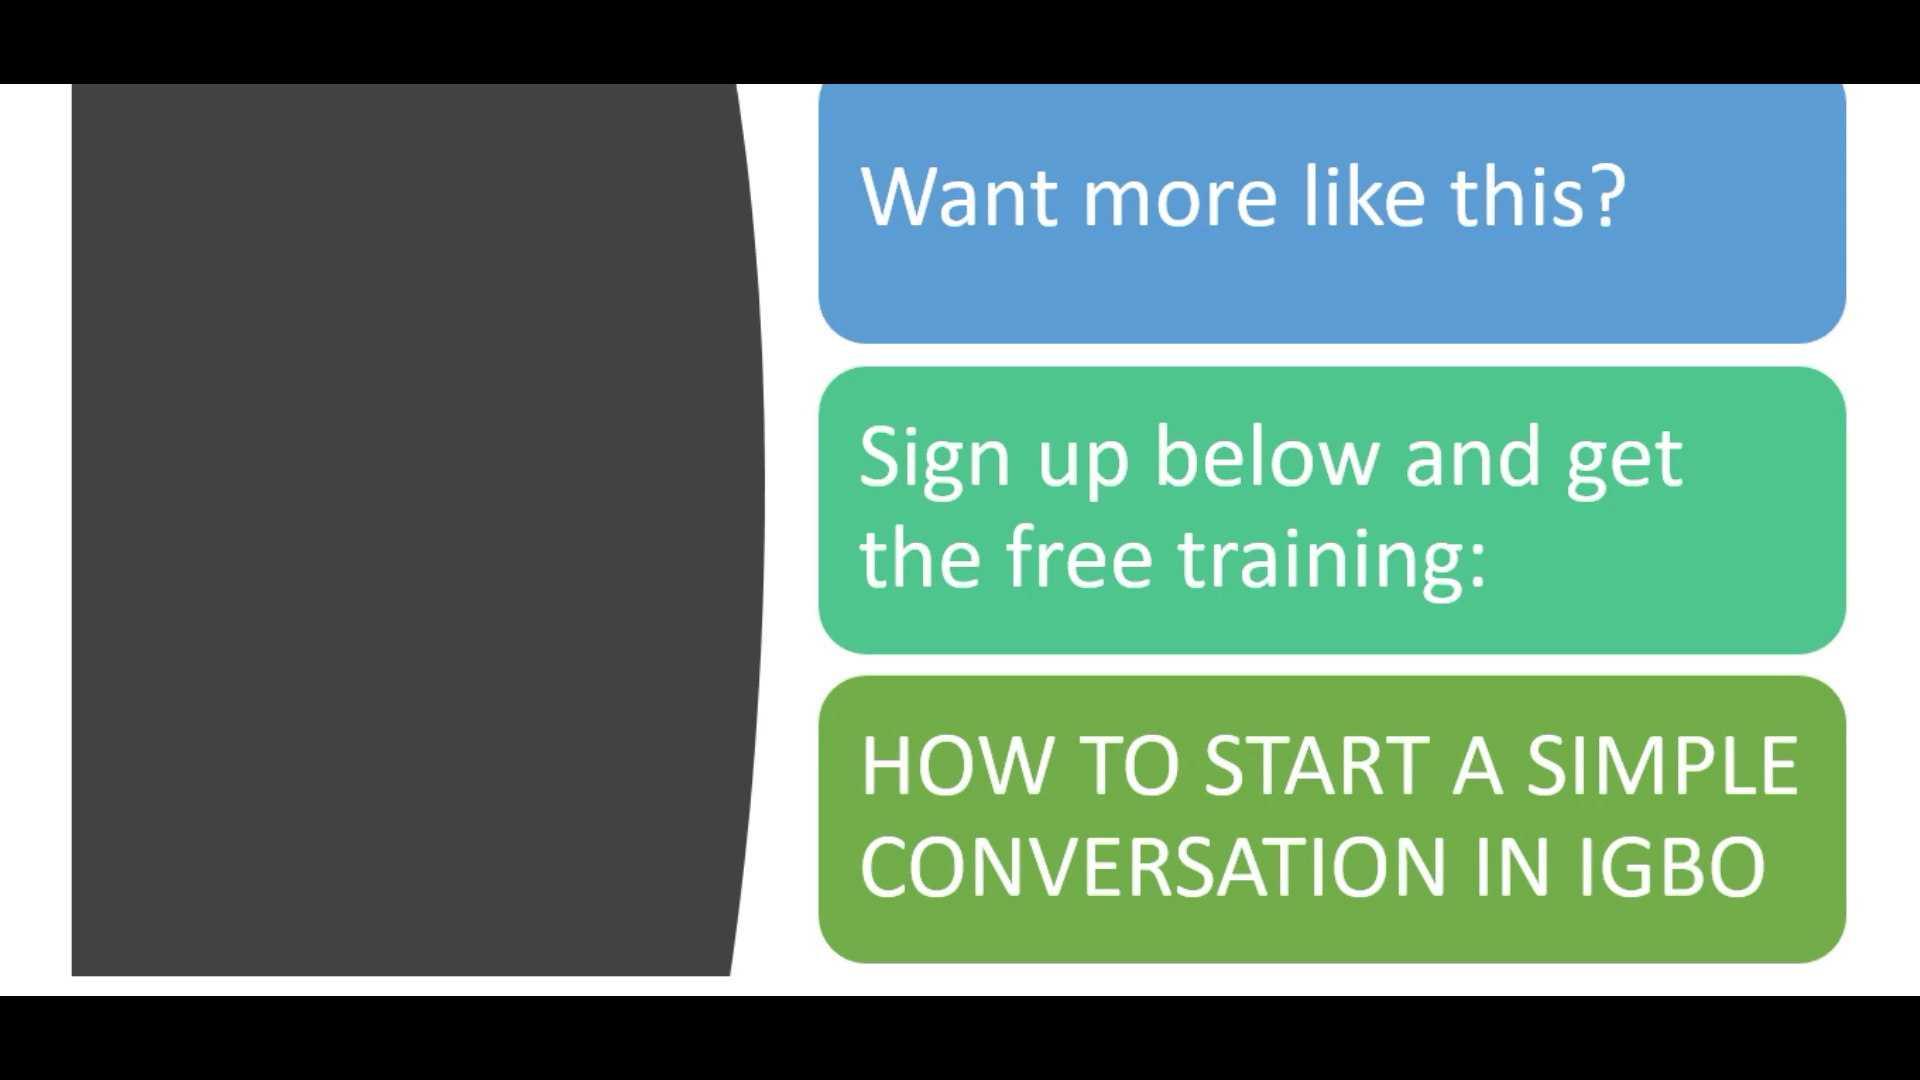 Want more like this?
Sign up below and get
the free training:
HOW TO START A SIMPLE
CONVERSATION IN IGBO